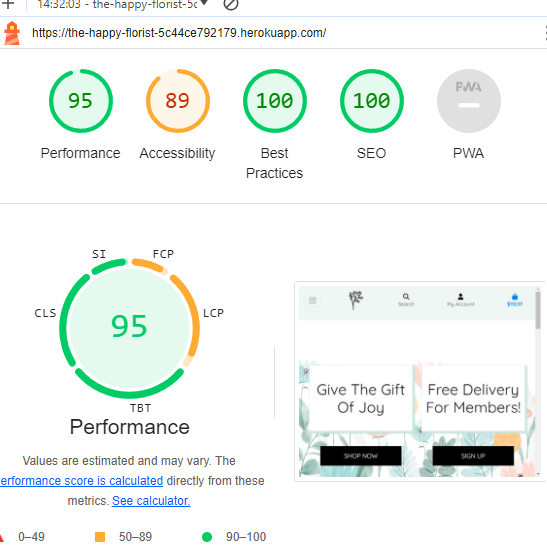 14:32:03 - the-happy-florist-5c
https://the-happy-florist-5c44ce792179.herokuapp.com/
95
89
100
100
PWA
Performance
Accessibility
Best
Practices
SEO
PWA
SI
FCP
CLS
LCP
95
TBT
Performance
Values are estimated and may vary. The
erformance score is calculated directly from these
metrics. See calculator.
0–49
50–89
90–100
Search
My Account
Give The Gift
Of Joy
Free Delivery
For Members!
SHOP NOW
SIGN UP